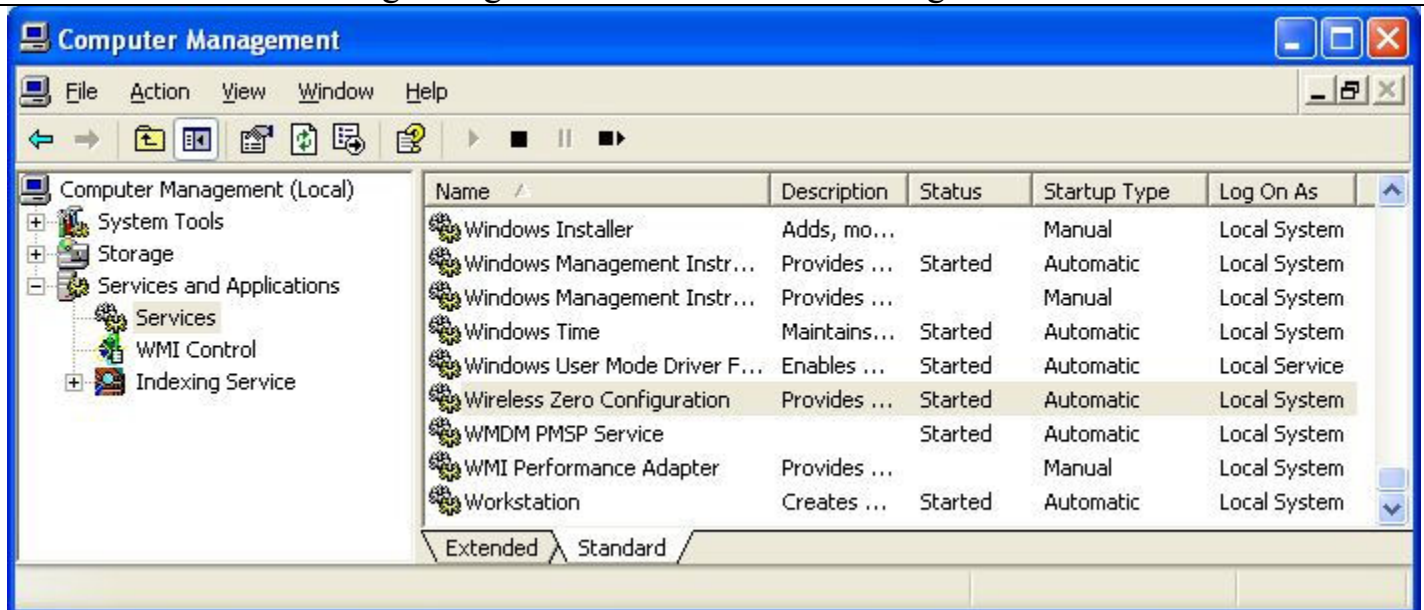 Computer Management
File Action View Window Help
Computer Management (Local)
System Tools
Storage
Services and Applications
Services
WMI Control
Indexing Service
Name Description Status Startup Type Log On As
Windows Installer Adds, mo... Manual Local System
Windows Management Instr... Provides ... Started Automatic Local System
Windows Management Instr... Provides ... Manual Local System
Windows Time Maintains... Started Automatic Local System
Windows User Mode Driver F... Enables ... Started Automatic Local Service
Wireless Zero Configuration Provides ... Started Automatic Local System
WMDM PMSP Service Started Automatic Local System
WMI Performance Adapter Provides ... Manual Local System
Workstation Creates ... Started Automatic Local System
Extended Standard